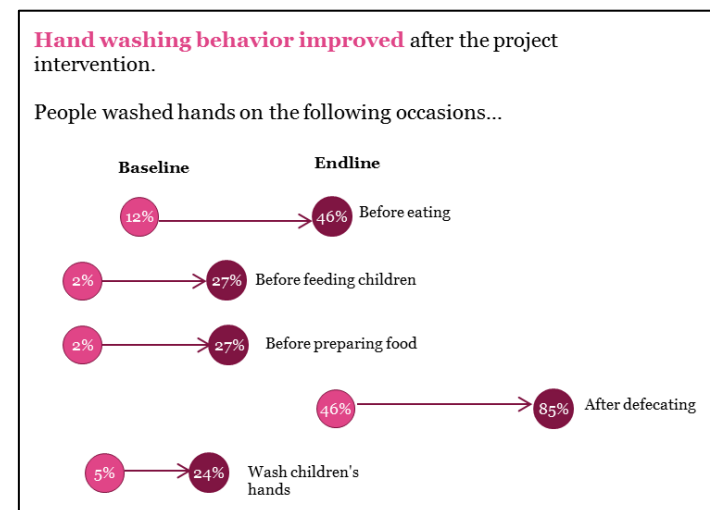 Hand washing behavior improved after the project
intervention.
People washed hands on the following occasions...
Baseline Endline
12% 46% Before eating
2% 27% Before feeding children
2% 27% Before preparing food
46% 85% After defecating
5% 24% Wash children's
hands